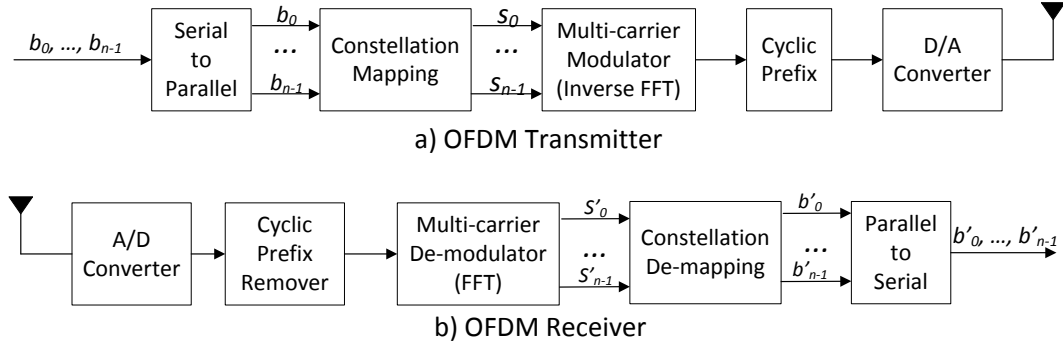 b0, ..., bn-1
Serial
to
Parallel
b0
...
bn-1
Constellation
Mapping
s0
...
sn-1
Multi-carrier
Modulator
(Inverse FFT)
Cyclic
Prefix
D/A
Converter
a) OFDM Transmitter
A/D
Converter
Cyclic
Prefix
Remover
Multi-carrier
De-modulator
(FFT)
S'0
...
S'n-1
Constellation
De-mapping
b'0
...
b'n-1
Parallel
to
Serial
b'0, ..., b'n-1
b) OFDM Receiver